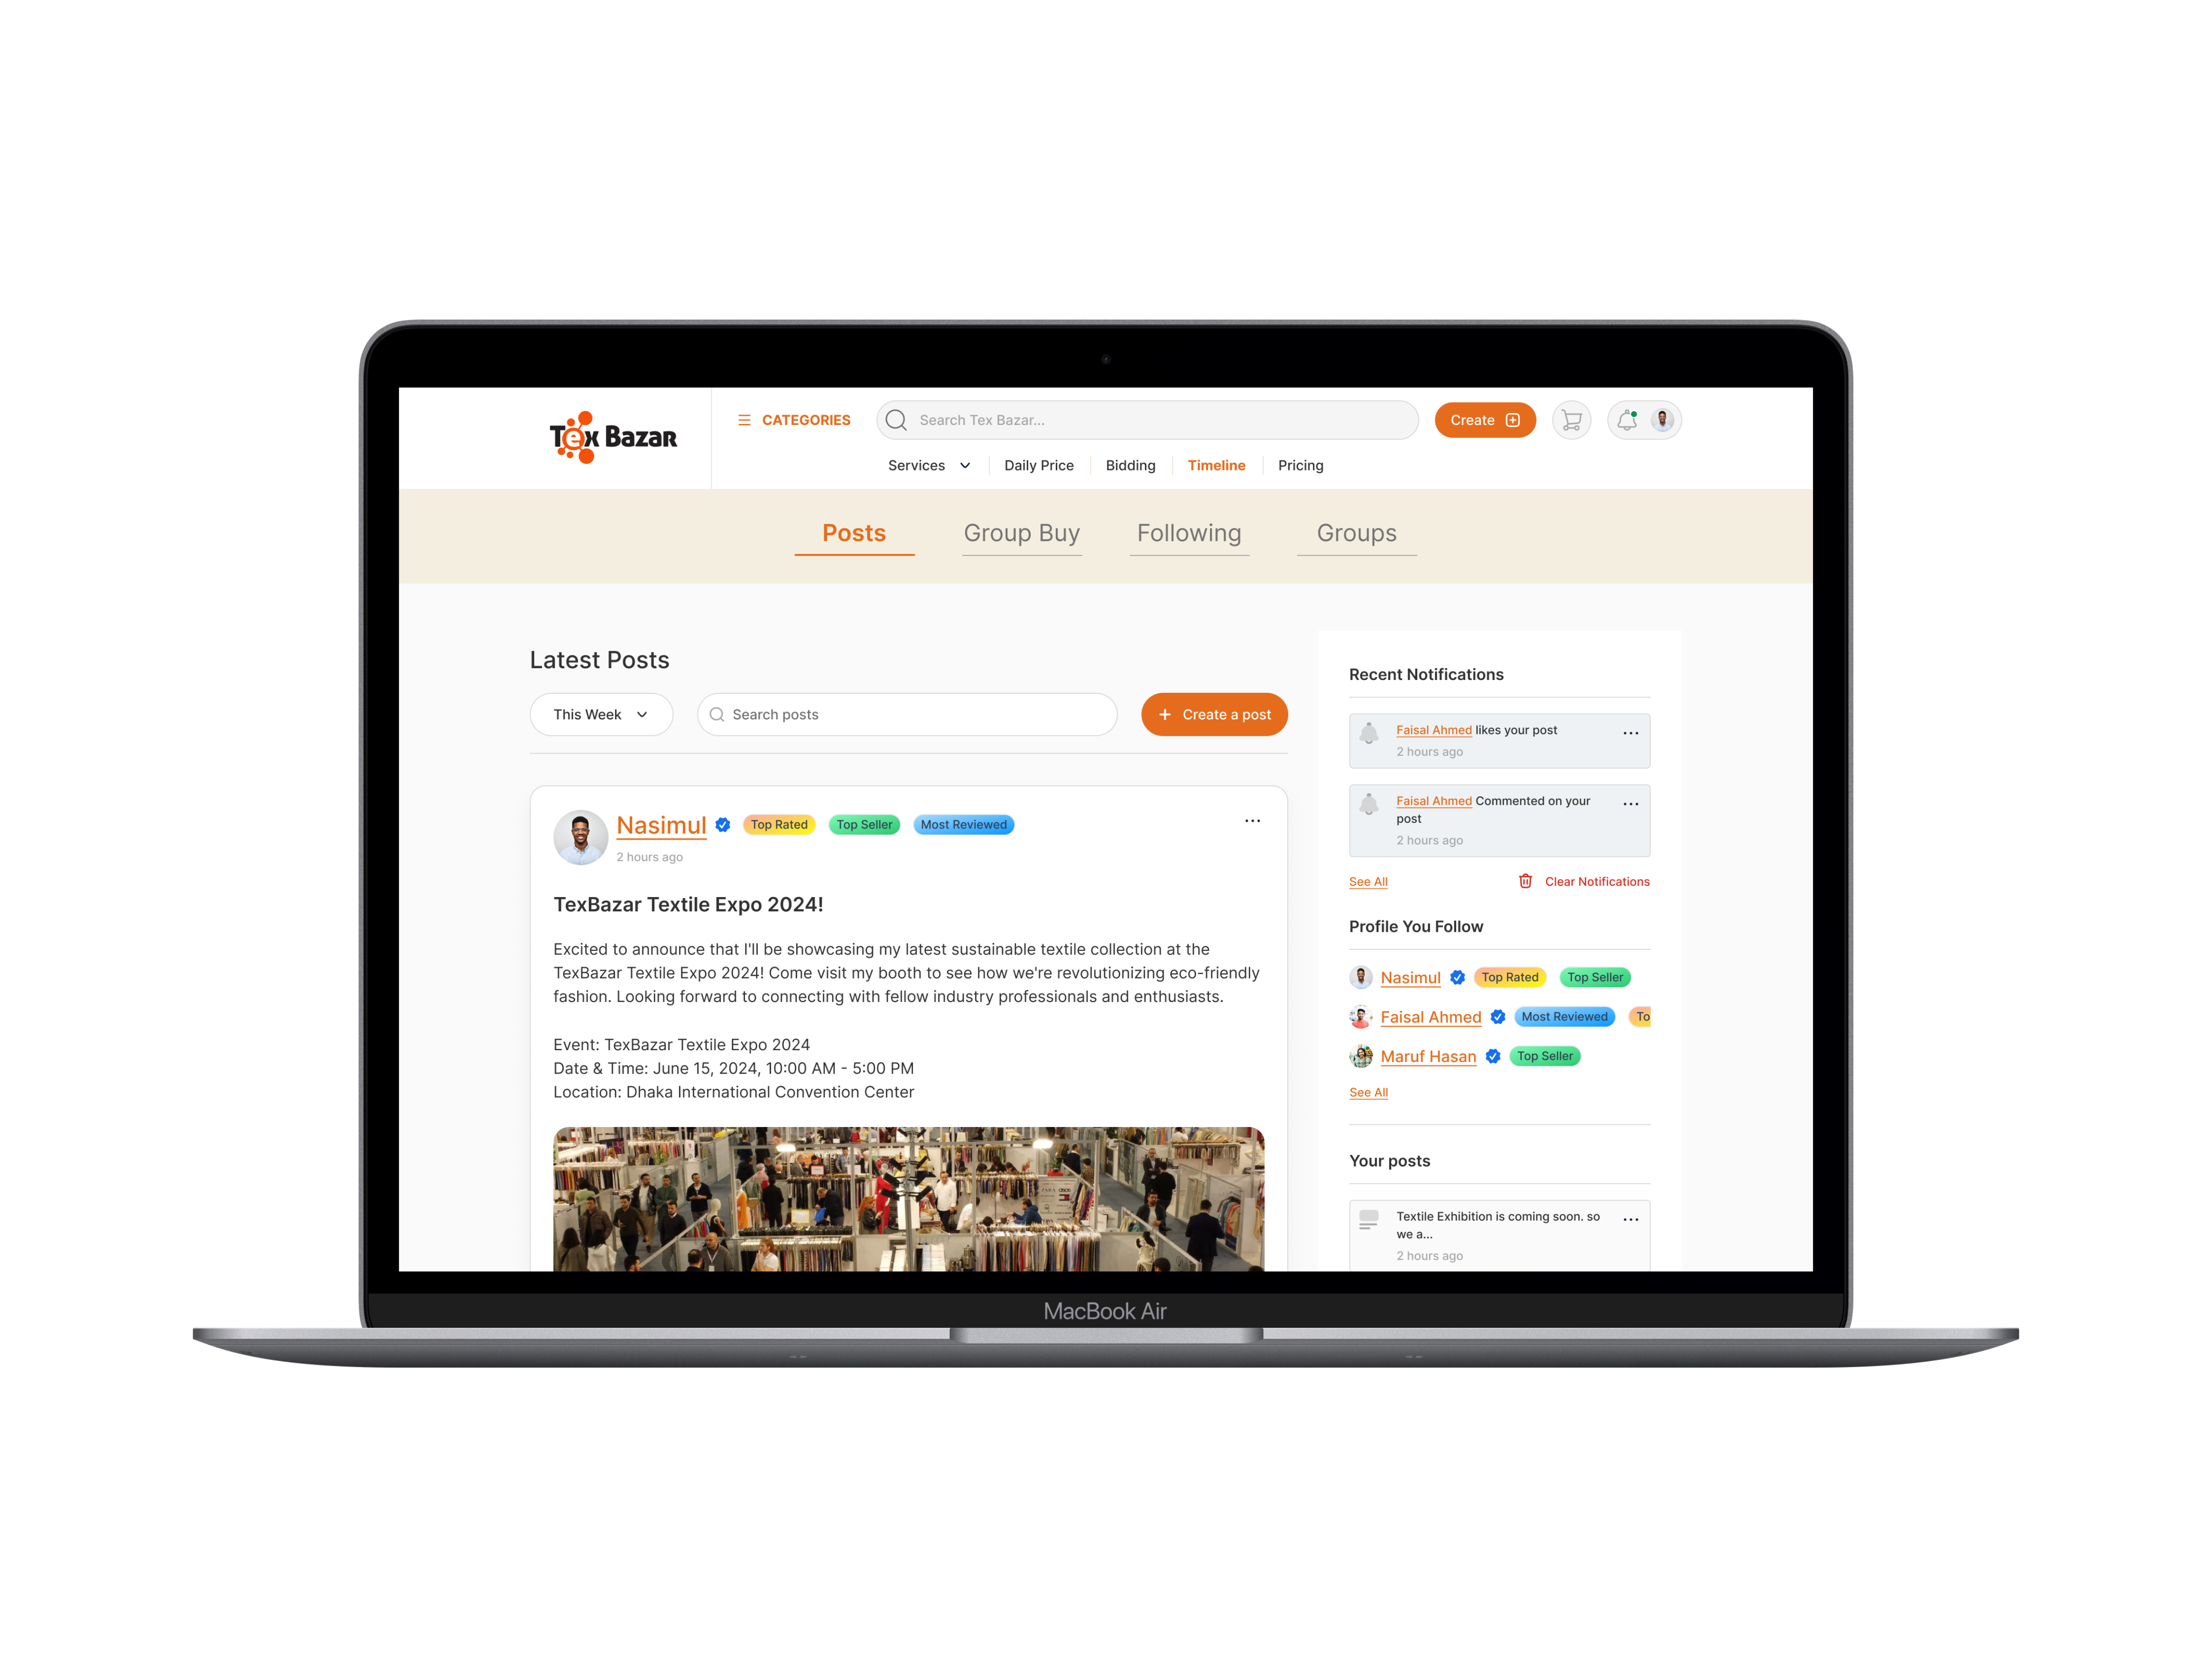 Tex Bazar
CATEGORIES
Search Tex Bazar...
Create
Services
Daily Price
Bidding
Timeline
Pricing
Posts
Group Buy
Following
Groups
Latest Posts
This Week
Search posts
Create a post
Nasimul
Top Rated
Top Seller
Most Reviewed
2 hours ago
TexBazar Textile Expo 2024!
Excited to announce that I'll be showcasing my latest sustainable textile collection at the
TexBazar Textile Expo 2024! Come visit my booth to see how we're revolutionizing eco-friendly
fashion. Looking forward to connecting with fellow industry professionals and enthusiasts.
Event: TexBazar Textile Expo 2024
Date & Time: June 15, 2024, 10:00 AM - 5:00 PM
Location: Dhaka International Convention Center
Recent Notifications
Faisal Ahmed likes your post
2 hours ago
Faisal Ahmed Commented on your
post
2 hours ago
See All
Clear Notifications
Profile You Follow
Nasimul
Top Rated
Top Seller
Faisal Ahmed
Most Reviewed
To
Maruf Hasan
Top Seller
See All
Your posts
Textile Exhibition is coming soon. so
we a...
2 hours ago
MacBook Air